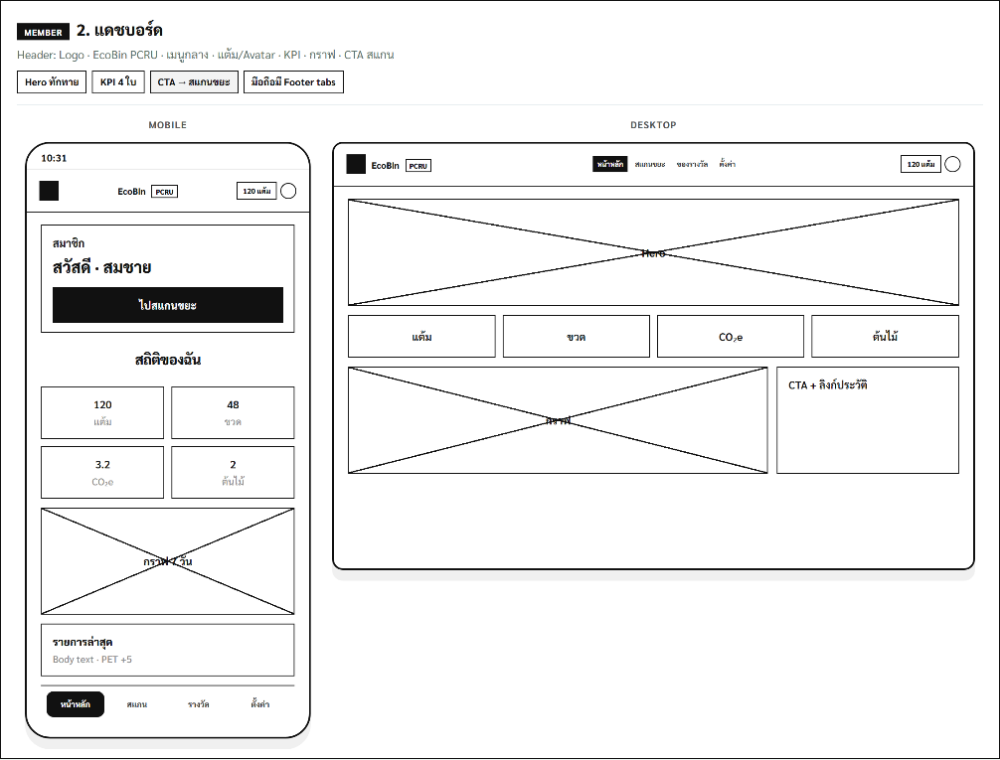 MEMBER 2. แดชบอร์ด
Header: Logo · EcoBin PCRU · เมนูกลาง · แต้ม/Avatar · KPI · กราฟ · CTA สแกน
Hero ทักทาย KPI 4 ใบ CTA → สแกนขยะ มือถือมี Footer tabs
MOBILE
10:31
EcoBin PCRU 120 แต้ม
สมาชิก
สวัสดี · สมชาย
ไปสแกนขยะ
สถิติของฉัน
120
แต้ม
48
ขวด
3.2
CO₂e
2
ต้นไม้
กราฟ 7 วัน
รายการล่าสุด
Body text · PET +5
หน้าหลัก สแกน รางวัล ตั้งค่า
DESKTOP
EcoBin PCRU หน้าหลัก สแกนขยะ ของรางวัล ตั้งค่า 120 แต้ม
Hero
แต้ม ขวด CO₂e ต้นไม้
กราฟ
CTA + ลิงก์ประวัติ